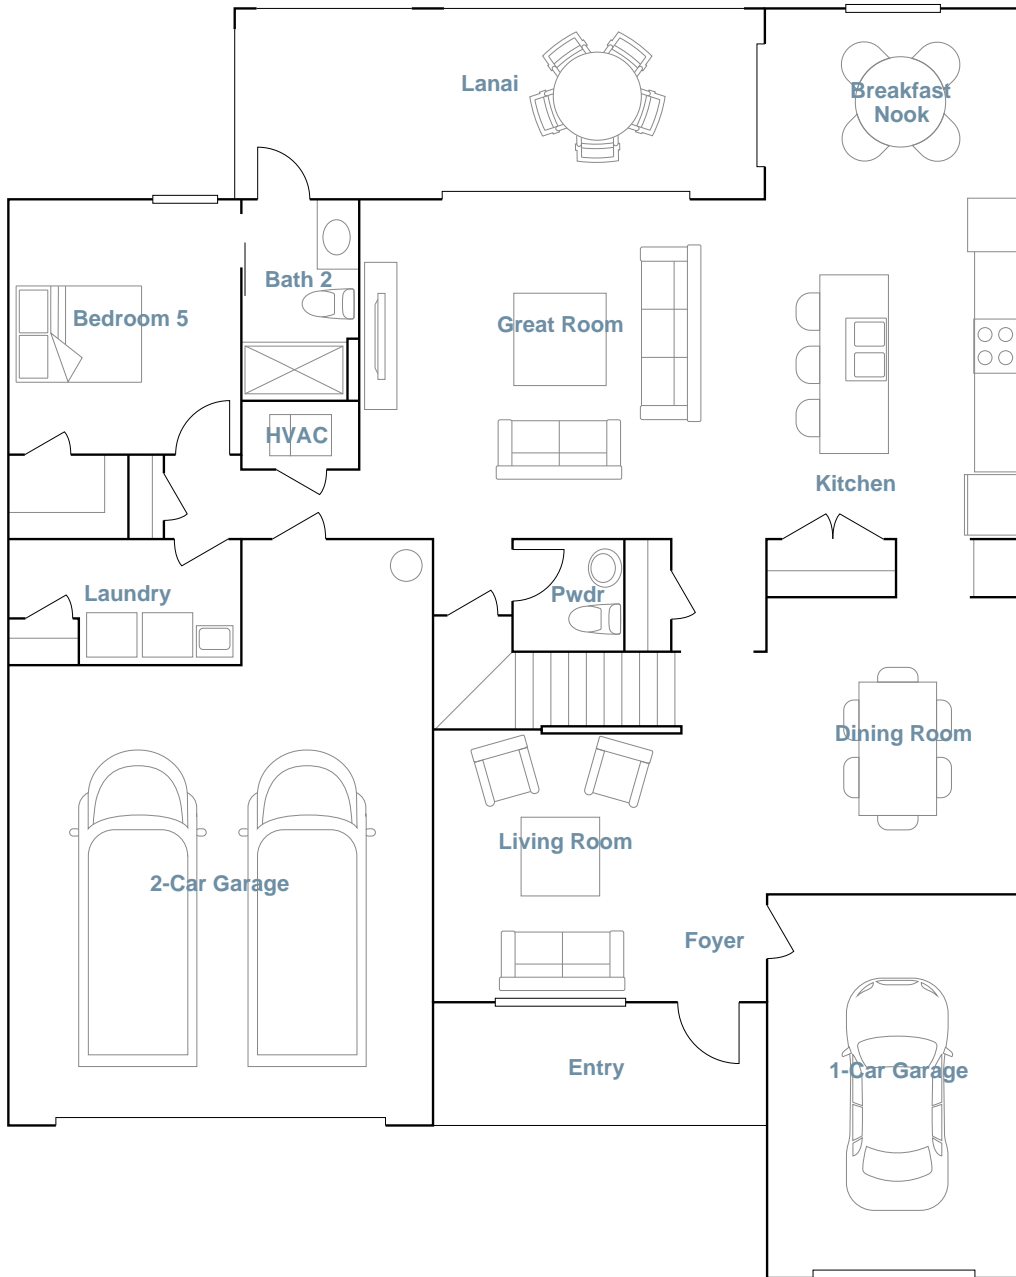 Lanai
Breakfast
Nook
Bath 2
Bedroom 5
Great Room
HVAC
Kitchen
Laundry
Pwdr
Dining Room
Living Room
2-Car Garage
Foyer
Entry
1-Car Garage